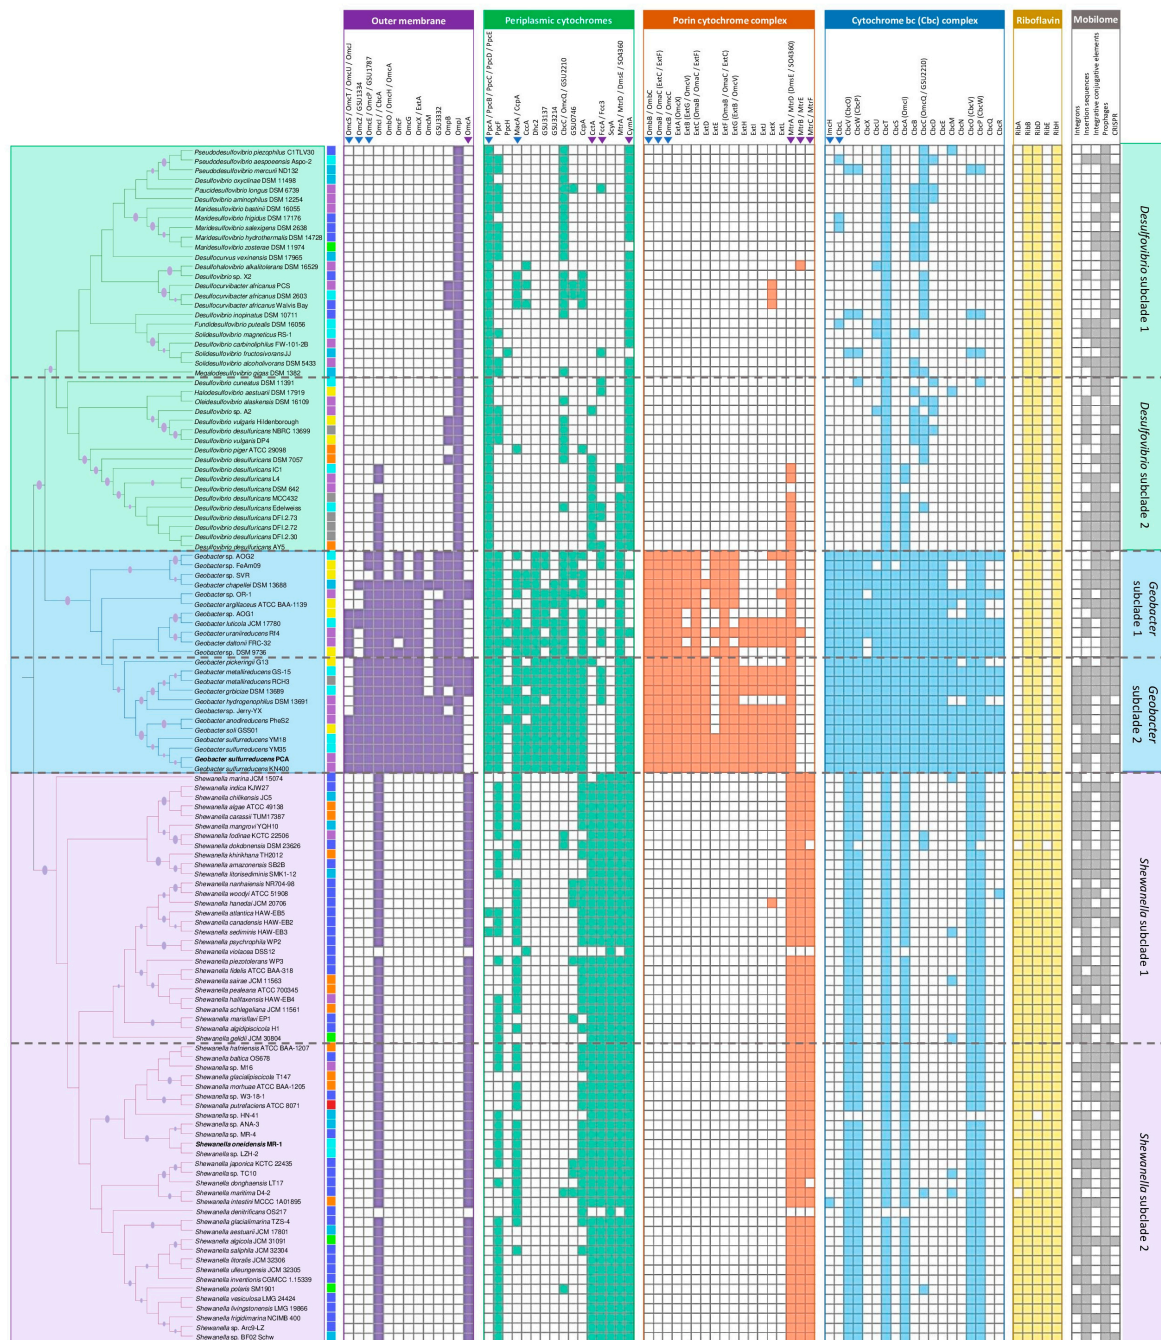 Outer membrane
Periplasmic cytochromes
Porin cytochrome complex
Cytochrome bc (Cbc) complex
Riboflavin
Mobilome
OmcS / OmcT / OmcU / OmcJ
OmcZ / GSU1334
OmcE / OmcP / GSU1787
OmcI / CbcA
OmbO / OmcH / OmcA
OmcF
OmcG
OmcX / ExtA
OmcM
GSU3332
OmpJ
OmcA
PpcA / PpcB / PpcC / PpcD / PpcE
PpcF
PpcH
MaxA / CcpA
CccA
Dhc2
GSU3137
GSU3214
CbcC / OmcQ / GSU2210
GSU0746
CcpA
CctA
FccA / Fcc3
ScyA
MtrA / MtrD / DmsE / SO4360
CymA
OmbB / OmbC
OmaB / OmaC (ExtC / ExtF)
OmcB / OmcC
ExtA (OmcX)
ExtB (ExtG / OmcV)
ExtC (OmaB / OmaC / ExtF)
ExtD
ExtE
ExtF (OmaB / OmaC / ExtC)
ExtG (ExtB / OmcV)
ExtH
ExtI
ExtJ
ExtK
ExtL
MtrA / MtrD (DmsE / SO4360)
MtrB / MtrE
MtrC / MtrF
ImcH
CbcL
CbcV (CbcO)
CbcW (CbcP)
CbcX
CbcU
CbcT
CbcS
CbcA (OmcI)
CbcB
CbcC (OmcQ / GSU2210)
CbcD
CbcE
CbcM
CbcN
CbcO (CbcV)
CbcP (CbcW)
CbcQ
CbcR
RibA
RibB
RibD
RibE
RibH
Integrons
Insertion sequences
Integrative conjugative elements
Prophages
CRISPR
Pseudodesulfovibrio piezophilus C1TLV30
Pseudodesulfovibrio aespoeensis Aspo-2
Pseudodesulfovibrio mercurii ND132
Desulfovibrio oxyclinae DSM 11498
Paucidesulfovibrio longus DSM 6739
Desulfovibrio aminophilus DSM 12254
Maridesulfovibrio bastinii DSM 16055
Maridesulfovibrio frigidus DSM 17176
Maridesulfovibrio salexigens DSM 2638
Maridesulfovibrio hydrothermalis DSM 14728
Maridesulfovibrio zosterae DSM 11974
Desulfocurvus vexinensis DSM 17965
Desulfohalovibrio alkalitolerans DSM 16529
Desulfovibrio sp. X2
Desulfocurvibacter africanus PCS
Desulfocurvibacter africanus DSM 2603
Desulfocurvibacter africanus Walvis Bay
Desulfovibrio inopinatus DSM 10711
Fundidesulfovibrio putealis DSM 16056
Solidesulfovibrio magneticus RS-1
Desulfovibrio carbinoliphilus FW-101-2B
Solidesulfovibrio fructosivorans JJ
Solidesulfovibrio alcoholivorans DSM 5433
Megalodesulfovibrio gigas DSM 1382
Desulfovibrio subclade 1
Desulfovibrio cuneatus DSM 11391
Halodesulfovibrio aestuarii DSM 17919
Oleidesulfovibrio alaskensis DSM 16109
Desulfovibrio sp. A2
Desulfovibrio vulgaris Hildenborough
Desulfovibrio desulfuricans NBRC 13699
Desulfovibrio vulgaris DP4
Desulfovibrio piger ATCC 29098
Desulfovibrio desulfuricans DSM 7057
Desulfovibrio desulfuricans IC1
Desulfovibrio desulfuricans L4
Desulfovibrio desulfuricans DSM 642
Desulfovibrio desulfuricans MCC432
Desulfovibrio desulfuricans Edelweiss
Desulfovibrio desulfuricans DFI.2.73
Desulfovibrio desulfuricans DFI.2.72
Desulfovibrio desulfuricans DFI.2.30
Desulfovibrio desulfuricans AY5
Desulfovibrio subclade 2
Geobacter sp. AOG2
Geobacter sp. FeAm09
Geobacter sp. SVR
Geobacter chapellei DSM 13688
Geobacter sp. OR-1
Geobacter argillaceus ATCC BAA-1139
Geobacter sp. AOG1
Geobacter luticola JCM 17780
Geobacter uraniireducens Rf4
Geobacter daltonii FRC-32
Geobacter sp. DSM 9736
Geobacter subclade 1
Geobacter pickeringii G13
Geobacter metallireducens GS-15
Geobacter metallireducens RCH3
Geobacter grbiciae DSM 13689
Geobacter hydrogenophilus DSM 13691
Geobacter sp. Jerry-YX
Geobacter anodireducens PheS2
Geobacter soli GSS01
Geobacter sulfurreducens YM18
Geobacter sulfurreducens YM35
Geobacter sulfurreducens PCA
Geobacter sulfurreducens KN400
Geobacter subclade 2
Shewanella marina JCM 15074
Shewanella indica KJW27
Shewanella chilikensis JC5
Shewanella algae ATCC 49138
Shewanella carassii TUM17387
Shewanella mangrovi YQH10
Shewanella fodinae KCTC 22506
Shewanella dokdonensis DSM 23626
Shewanella khirikhana TH2012
Shewanella amazonensis SB2B
Shewanella litorisediminis SMK1-12
Shewanella nanhaiensis NR704-98
Shewanella woodyi ATCC 51908
Shewanella hanedai JCM 20706
Shewanella atlantica HAW-EB5
Shewanella canadensis HAW-EB2
Shewanella sediminis HAW-EB3
Shewanella psychrophila WP2
Shewanella violacea DSS12
Shewanella piezotolerans WP3
Shewanella fidelis ATCC BAA-318
Shewanella sairae JCM 11563
Shewanella pealeana ATCC 700345
Shewanella halifaxensis HAW-EB4
Shewanella schlegeliana JCM 11561
Shewanella marisflavi EP1
Shewanella algidipiscicola H1
Shewanella gelidii JCM 30804
Shewanella subclade 1
Shewanella hafniensis ATCC BAA-1207
Shewanella baltica OS678
Shewanella sp. M16
Shewanella glacialipiscicola T147
Shewanella morhuae ATCC BAA-1205
Shewanella sp. W3-18-1
Shewanella putrefaciens ATCC 8071
Shewanella sp. HN-41
Shewanella sp. ANA-3
Shewanella sp. MR-4
Shewanella oneidensis MR-1
Shewanella sp. LZH-2
Shewanella japonica KCTC 22435
Shewanella sp. TC10
Shewanella donghaensis LT17
Shewanella maritima D4-2
Shewanella intestini MCCC 1A01895
Shewanella denitrificans OS217
Shewanella glacialimarina TZS-4
Shewanella aestuarii JCM 17801
Shewanella algicola JCM 31091
Shewanella saliphila JCM 32304
Shewanella litoralis JCM 32306
Shewanella ulleungensis JCM 32305
Shewanella inventionis CGMCC 1.15339
Shewanella polaris SM1901
Shewanella vesiculosa LMG 24424
Shewanella livingstonensis LMG 19866
Shewanella frigidimarina NCIMB 400
Shewanella sp. Arc9-LZ
Shewanella sp. BF02 Schw
Shewanella subclade 2